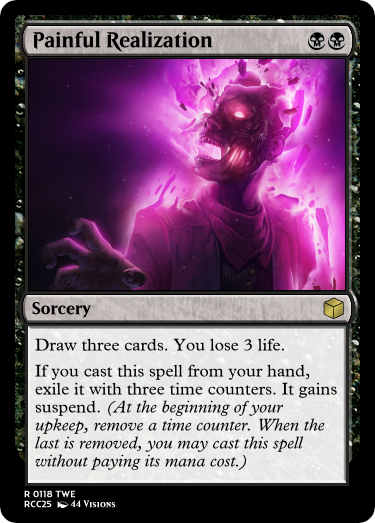 Painful Realization
Sorcery
Draw three cards. You lose 3 life.
If you cast this spell from your hand,
exile it with three time counters. It gains
suspend. (At the beginning of your
upkeep, remove a time counter. When the
last is removed, you may cast this spell
without paying its mana cost.)
R 0118 TWE
RCC25 44 Visions